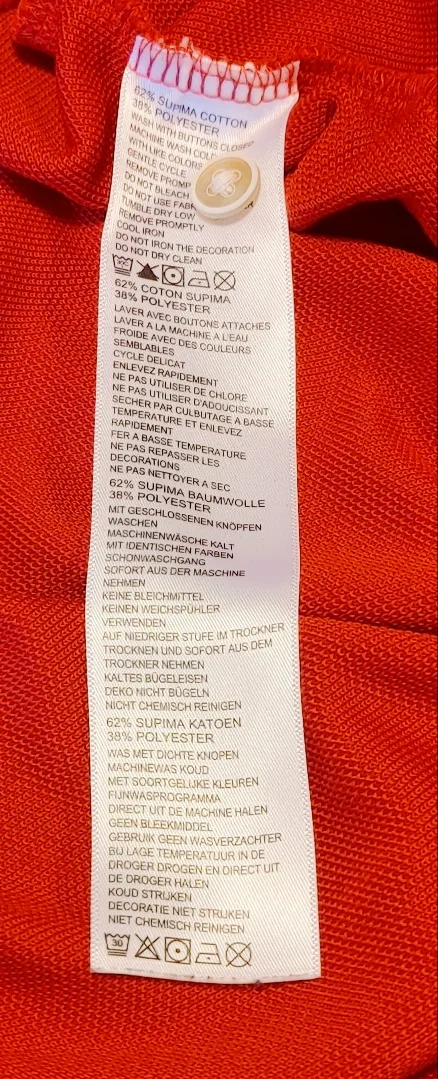 62% SUPIMA COTTON
38% POLYESTER
WASH WITH BUTTONS CLOSED
MACHINE WASH
WITH LIKE COLORS
GENTLE CYCLE
REMOVE
DO NOT BLEACH
DO NOT USE
TUMBLE DRY LOW
REMOVE PROMPTLY
COOL IRON
DO NOT IRON THE DECORATION
DO NOT DRY CLEAN
62% COTON SUPIMA
38% POLYESTER
LAVER AVEC BOUTONS ATTACHES
LAVER A LA MACHINE A L'EAU
FROIDE AVEC DES COULEURS
SEMBLABLES
CYCLE DELICAT
ENLEVEZ RAPIDEMENT
NE PAS UTILISER DE CHLORE
NE PAS UTILISER D'ADOUCISSANT
SECHER PAR CULBUTAGE A BASSE
TEMPERATURE ET ENLEVEZ
RAPIDEMENT
FER A BASSE TEMPERATURE
NE PAS REPASSER LES
DECORATIONS
NE PAS NETTOYER A SEC
62% SUPIMA BAUMWOLLE
38% POLYESTER
MIT GESCHLOSSENEN KNÖPFEN
WASCHEN
MASCHINENWÄSCHE KALT
MIT IDENTISCHEN FARBEN
SCHONWASCHGANG
SOFORT AUS DER MASCHINE
NEHMEN
KEINE BLEICHMITTEL
KEINEN WEICHSPÜHLER
VERWENDEN
AUF NIEDRIGER STUFE IM TROCKNER
TROCKNEN UND SOFORT AUS DEM
TROCKNER NEHMEN
KALTES BÜGELEISEN
DEKO NICHT BÜGELN
NICHT CHEMISCH REINIGEN
62% SUPIMA KATOEN
38% POLYESTER
WAS MET DICHTE KNOPEN
MACHINEWAS KOUD
MET SOORTGELIJKE KLEUREN
FIJNWASPROGRAMMA
DIRECT UIT DE MACHINE HALEN
GEEN BLEEKMIDDEL
GEBRUIK GEEN WASVERZACHTER
BIJ LAGE TEMPERATUUR IN DE
DROGER DROGEN EN DIRECT UIT
DE DROGER HALEN
KOUD STRIJKEN
DECORATIE NIET STRIJKEN
NIET CHEMISCH REINIGEN
30